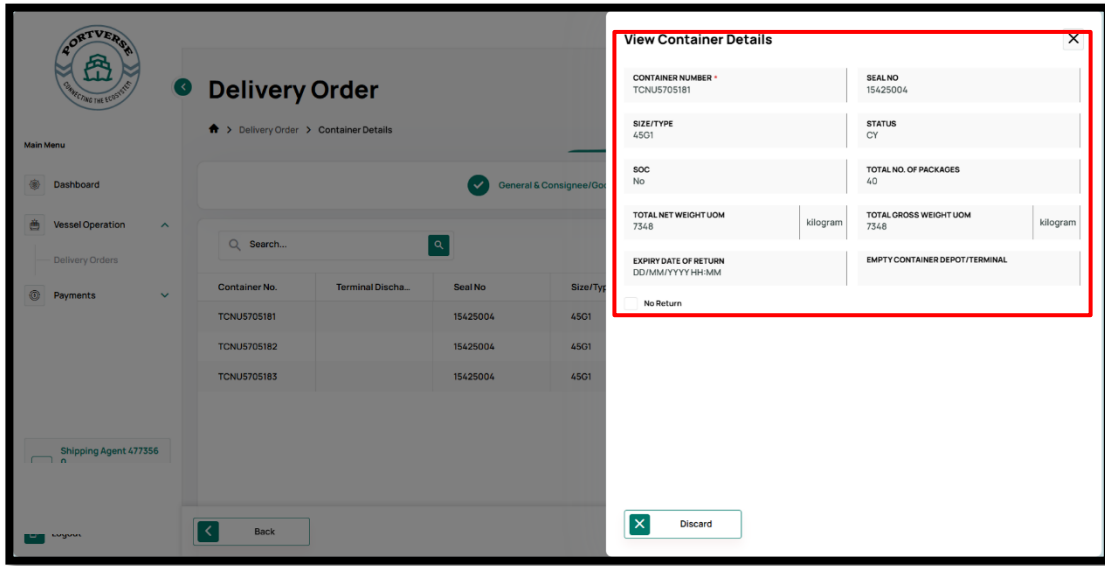 PORTVERSE
CONNECTING THE ECOSYSTEM
Main Menu
Dashboard
Vessel Operation
Delivery Orders
Payments
Shipping Agent 477356
Logout
Delivery Order
Delivery Order > Container Details
General & Consignee/Goo
Search...
Container No. Terminal Discha... Seal No Size/Typ
TCNU5705181 15425004 45G1
TCNU5705182 15425004 45G1
TCNU5705183 15425004 45G1
Back
View Container Details
CONTAINER NUMBER * SEAL NO
TCNU5705181 15425004
SIZE/TYPE STATUS
45G1 CY
SOC TOTAL NO. OF PACKAGES
No 40
TOTAL NET WEIGHT UOM TOTAL GROSS WEIGHT UOM
7348 kilogram 7348 kilogram
EXPIRY DATE OF RETURN EMPTY CONTAINER DEPOT/TERMINAL
DD/MM/YYYY HH:MM
No Return
Discard